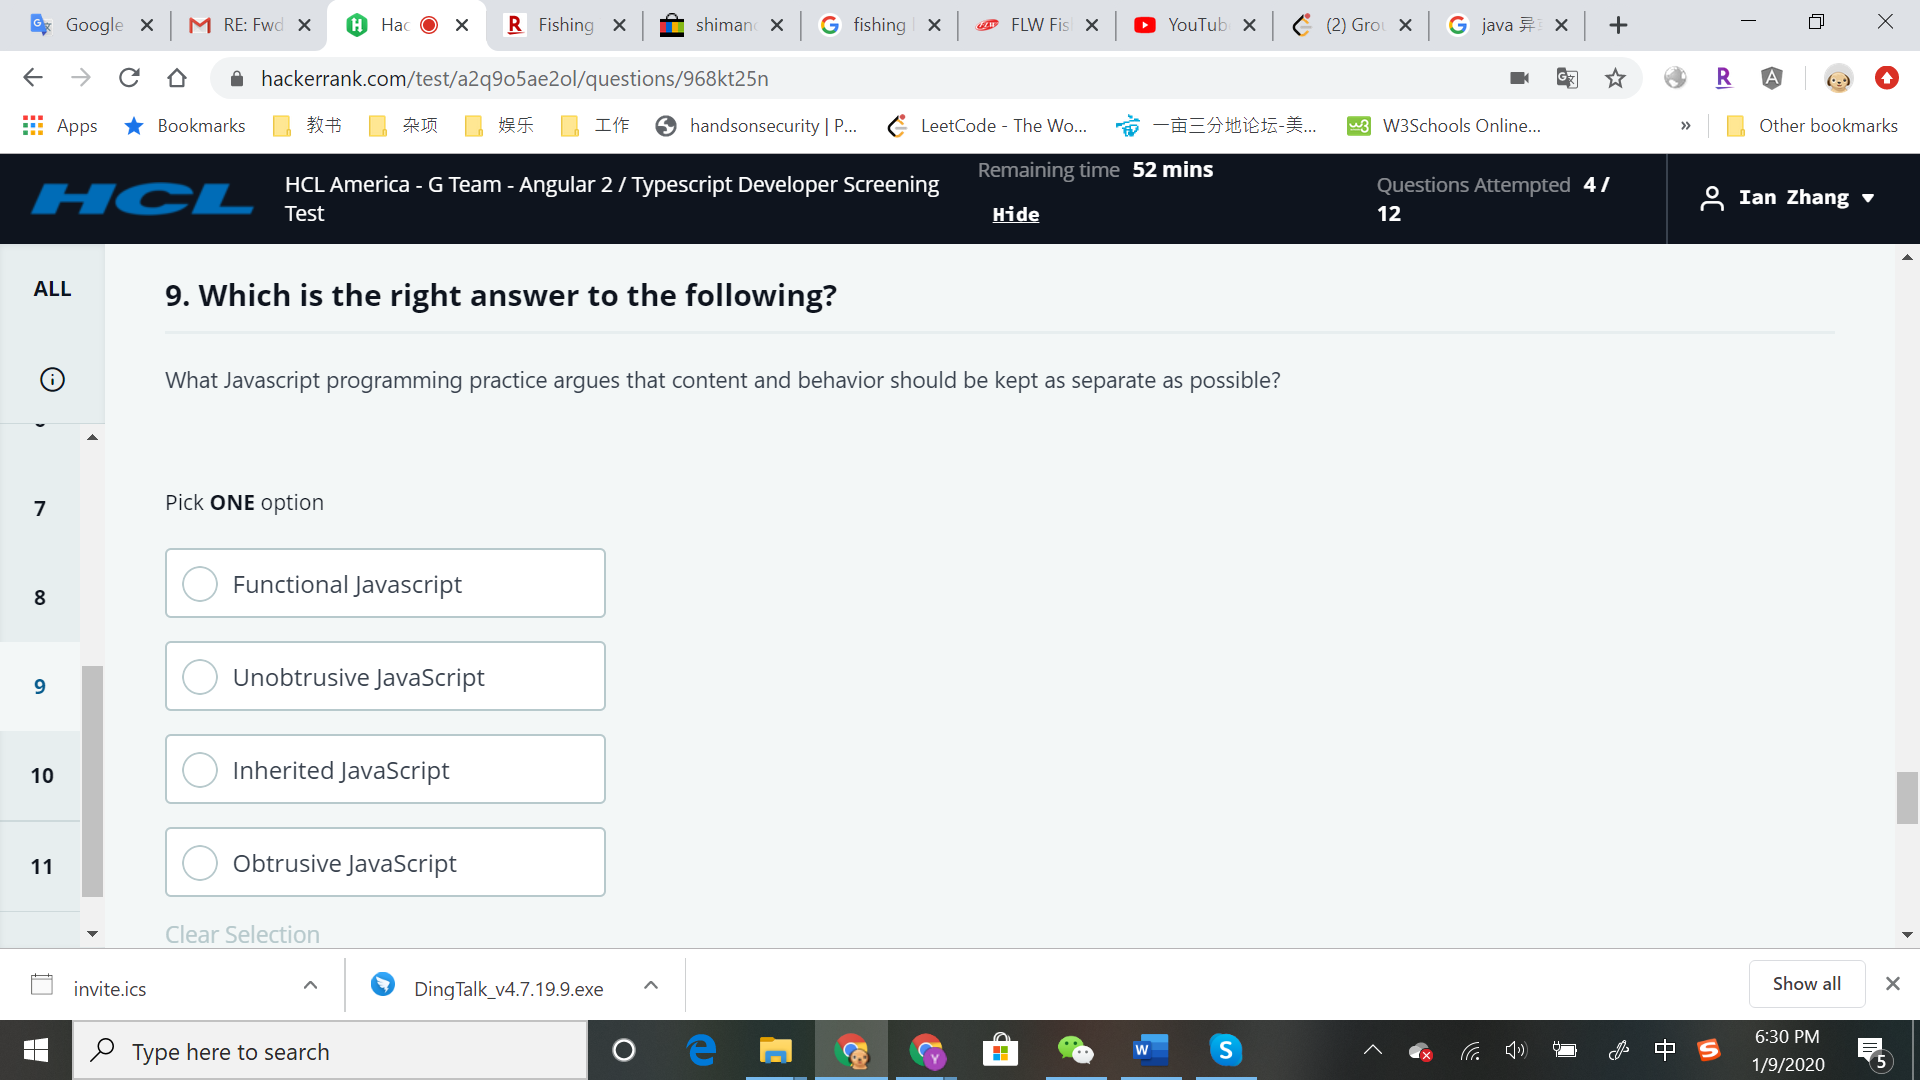 Google
RE: Fwd
Hac
Fishing
shiman
fishing
FLW Fis
YouTub
(2) Grou
java 异
hackerrank.com/test/a2q9o5ae2ol/questions/968kt25n
Apps
Bookmarks
教书
杂项
娱乐
工作
handsonsecurity | P...
LeetCode - The Wo...
一亩三分地论坛-美...
W3Schools Online...
»
Other bookmarks
HCL
HCL America - G Team - Angular 2 / Typescript Developer Screening
Test
Remaining time 52 mins
Hide
Questions Attempted 4 /
12
Ian Zhang
ALL
7
8
9
10
11
9. Which is the right answer to the following?
What Javascript programming practice argues that content and behavior should be kept as separate as possible?
Pick ONE option
Functional Javascript
Unobtrusive JavaScript
Inherited JavaScript
Obtrusive JavaScript
Clear Selection
invite.ics
DingTalk_v4.7.19.9.exe
Show all
Type here to search
中
6:30 PM
1/9/2020
5